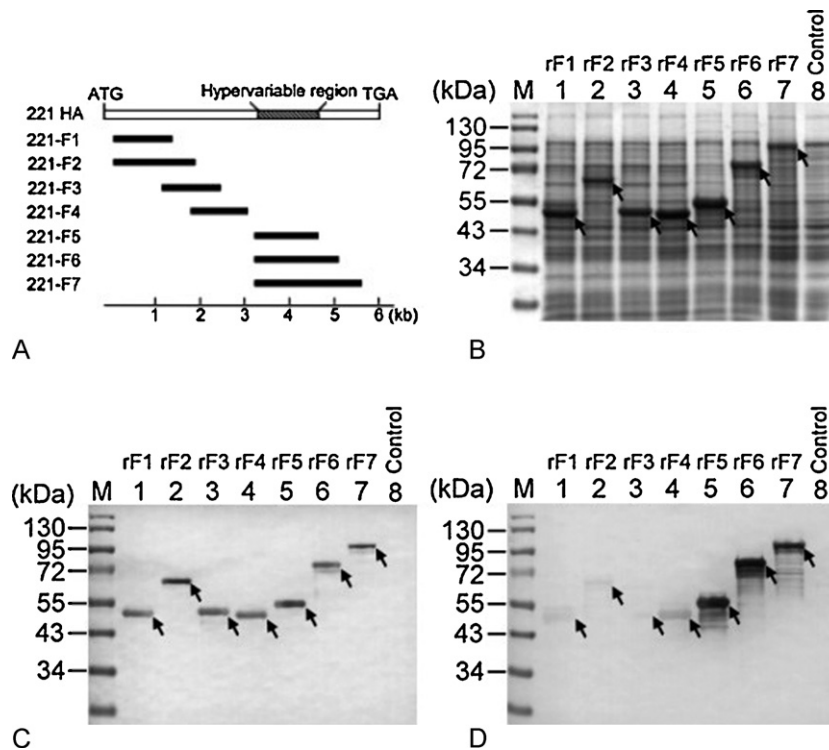 ATG
Hypervariable region
TGA
221 HA
221-F1
221-F2
221-F3
221-F4
221-F5
221-F6
221-F7
1 2 3 4 5 6 (kb)
A
rF1 rF2 rF3 rF4 rF5 rF6 rF7 Control
(kDa) M 1 2 3 4 5 6 7 8
130
95
72
55
43
34
B
rF1 rF2 rF3 rF4 rF5 rF6 rF7 Control
(kDa) M 1 2 3 4 5 6 7 8
130
95
72
55
43
34
C
rF1 rF2 rF3 rF4 rF5 rF6 rF7 Control
(kDa) M 1 2 3 4 5 6 7 8
130
95
72
55
43
34
D